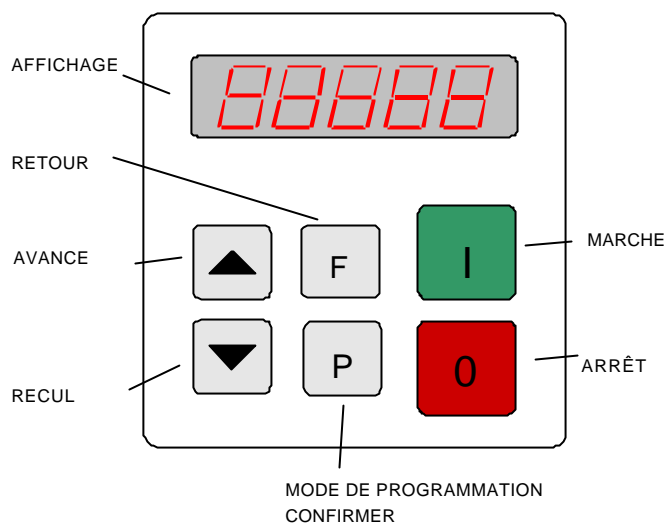 AFFICHAGE
RETOUR
AVANCE
F
I
MARCHE
RECUL
P
0
ARRÊT
MODE DE PROGRAMMATION
CONFIRMER